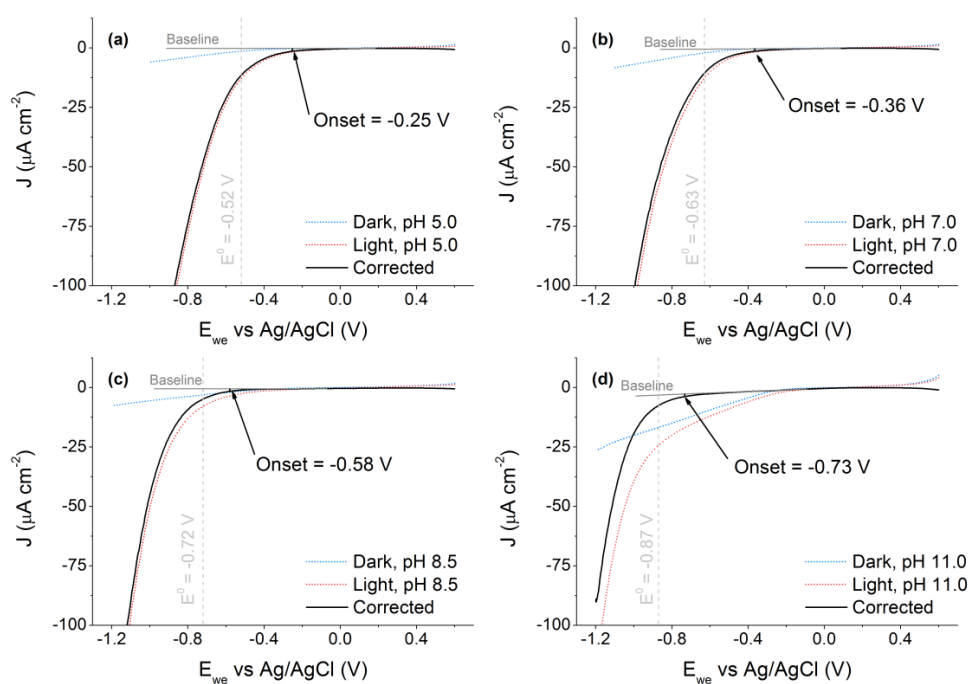 (a)
Baseline
Onset = -0.25 V
E⁰ = -0.52 V
Dark, pH 5.0
Light, pH 5.0
Corrected
J (μA cm⁻²)
0
-25
-50
-75
-100
-1.2 -0.8 -0.4 0.0 0.4
E_we vs Ag/AgCl (V)
(b)
Baseline
Onset = -0.36 V
E⁰ = -0.63 V
Dark, pH 7.0
Light, pH 7.0
Corrected
J (μA cm⁻²)
0
-25
-50
-75
-100
-1.2 -0.8 -0.4 0.0 0.4
E_we vs Ag/AgCl (V)
(c)
Baseline
Onset = -0.58 V
E⁰ = -0.72 V
Dark, pH 8.5
Light, pH 8.5
Corrected
J (μA cm⁻²)
0
-25
-50
-75
-100
-1.2 -0.8 -0.4 0.0 0.4
E_we vs Ag/AgCl (V)
(d)
Baseline
Onset = -0.73 V
E⁰ = -0.87 V
Dark, pH 11.0
Light, pH 11.0
Corrected
J (μA cm⁻²)
0
-25
-50
-75
-100
-1.2 -0.8 -0.4 0.0 0.4
E_we vs Ag/AgCl (V)